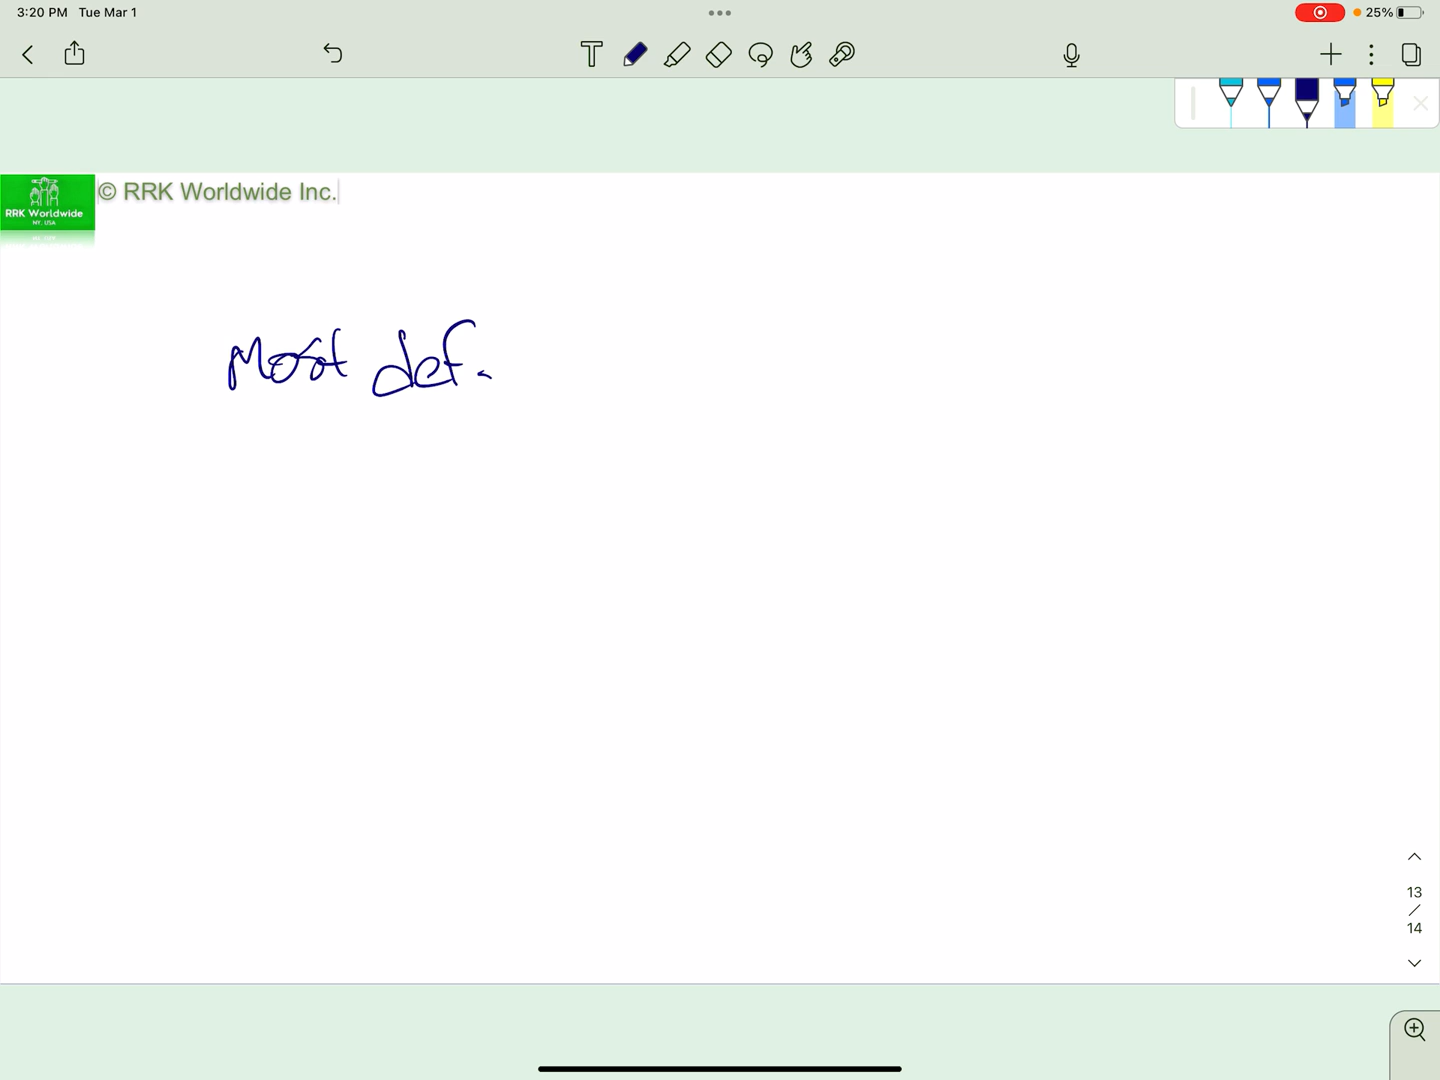 3:20 PM Tue Mar 1
25%
T
RRK Worldwide
NY, USA
© RRK Worldwide Inc.
Most def.
13
14